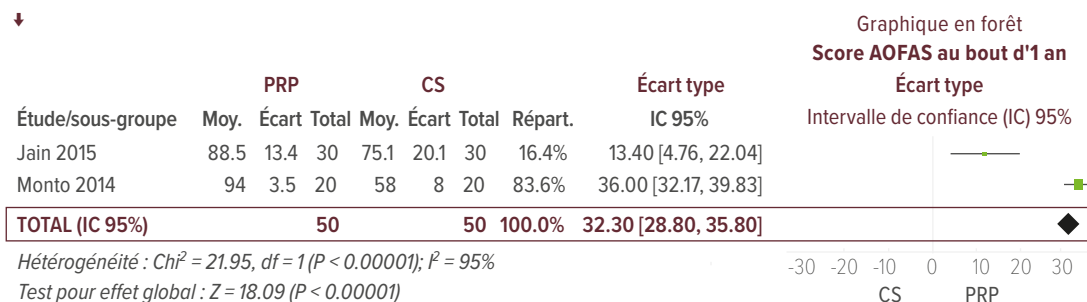 Graphique en forêt
Score AOFAS au bout d'1 an
PRP CS Écart type Écart type
Étude/sous-groupe Moy. Écart Total Moy. Écart Total Répart. IC 95% Intervalle de confiance (IC) 95%
Jain 2015 88.5 13.4 30 75.1 20.1 30 16.4% 13.40 [4.76, 22.04]
Monto 2014 94 3.5 20 58 8 20 83.6% 36.00 [32.17, 39.83]
TOTAL (IC 95%) 50 50 100.0% 32.30 [28.80, 35.80]
Hétérogénéité : Chi² = 21.95, df = 1 (P < 0.00001); I² = 95%
-30 -20 -10 0 10 20 30
Test pour effet global : Z = 18.09 (P < 0.00001)
CS PRP